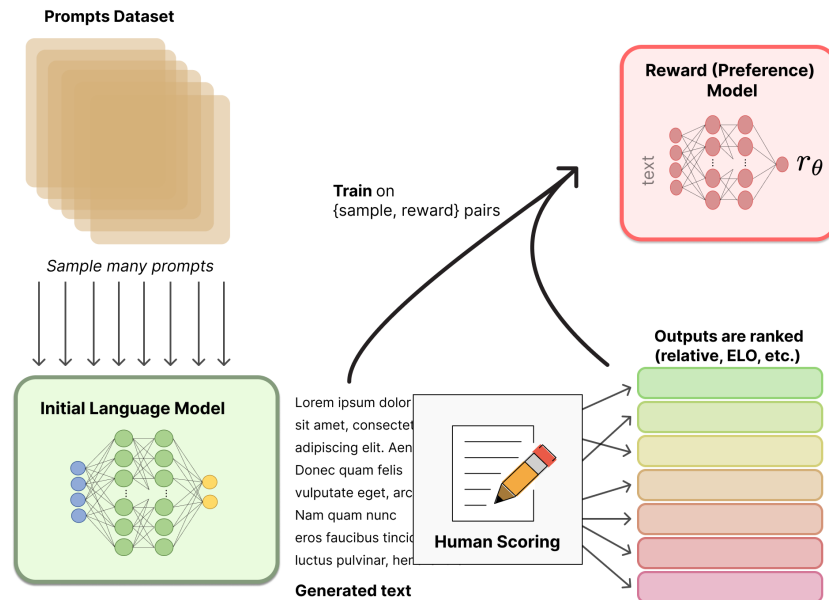 Prompts Dataset
Sample many prompts
Initial Language Model
Train on
{sample, reward} pairs
Reward (Preference)
Model
text
rθ
Lorem ipsum dolor
sit amet, consectet
adipiscing elit. Aen
Donec quam felis
vulputate eget, arc
Nam quam nunc
eros faucibus tincid
luctus pulvinar, her
Generated text
Human Scoring
Outputs are ranked
(relative, ELO, etc.)